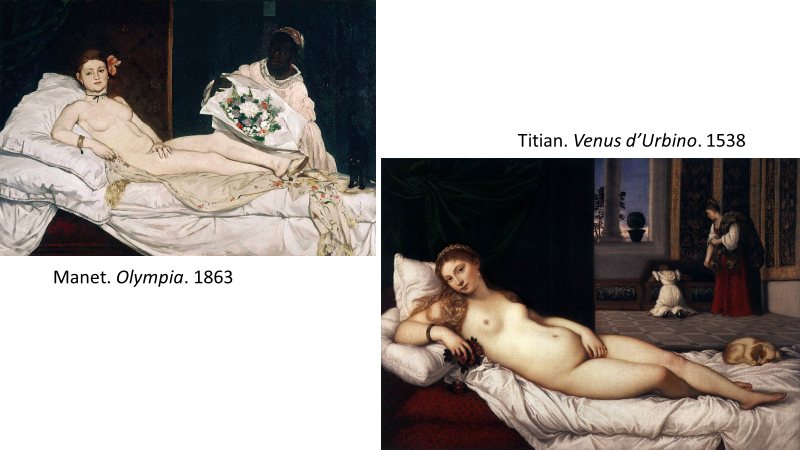 Titian. Venus d’Urbino. 1538
Manet. Olympia. 1863